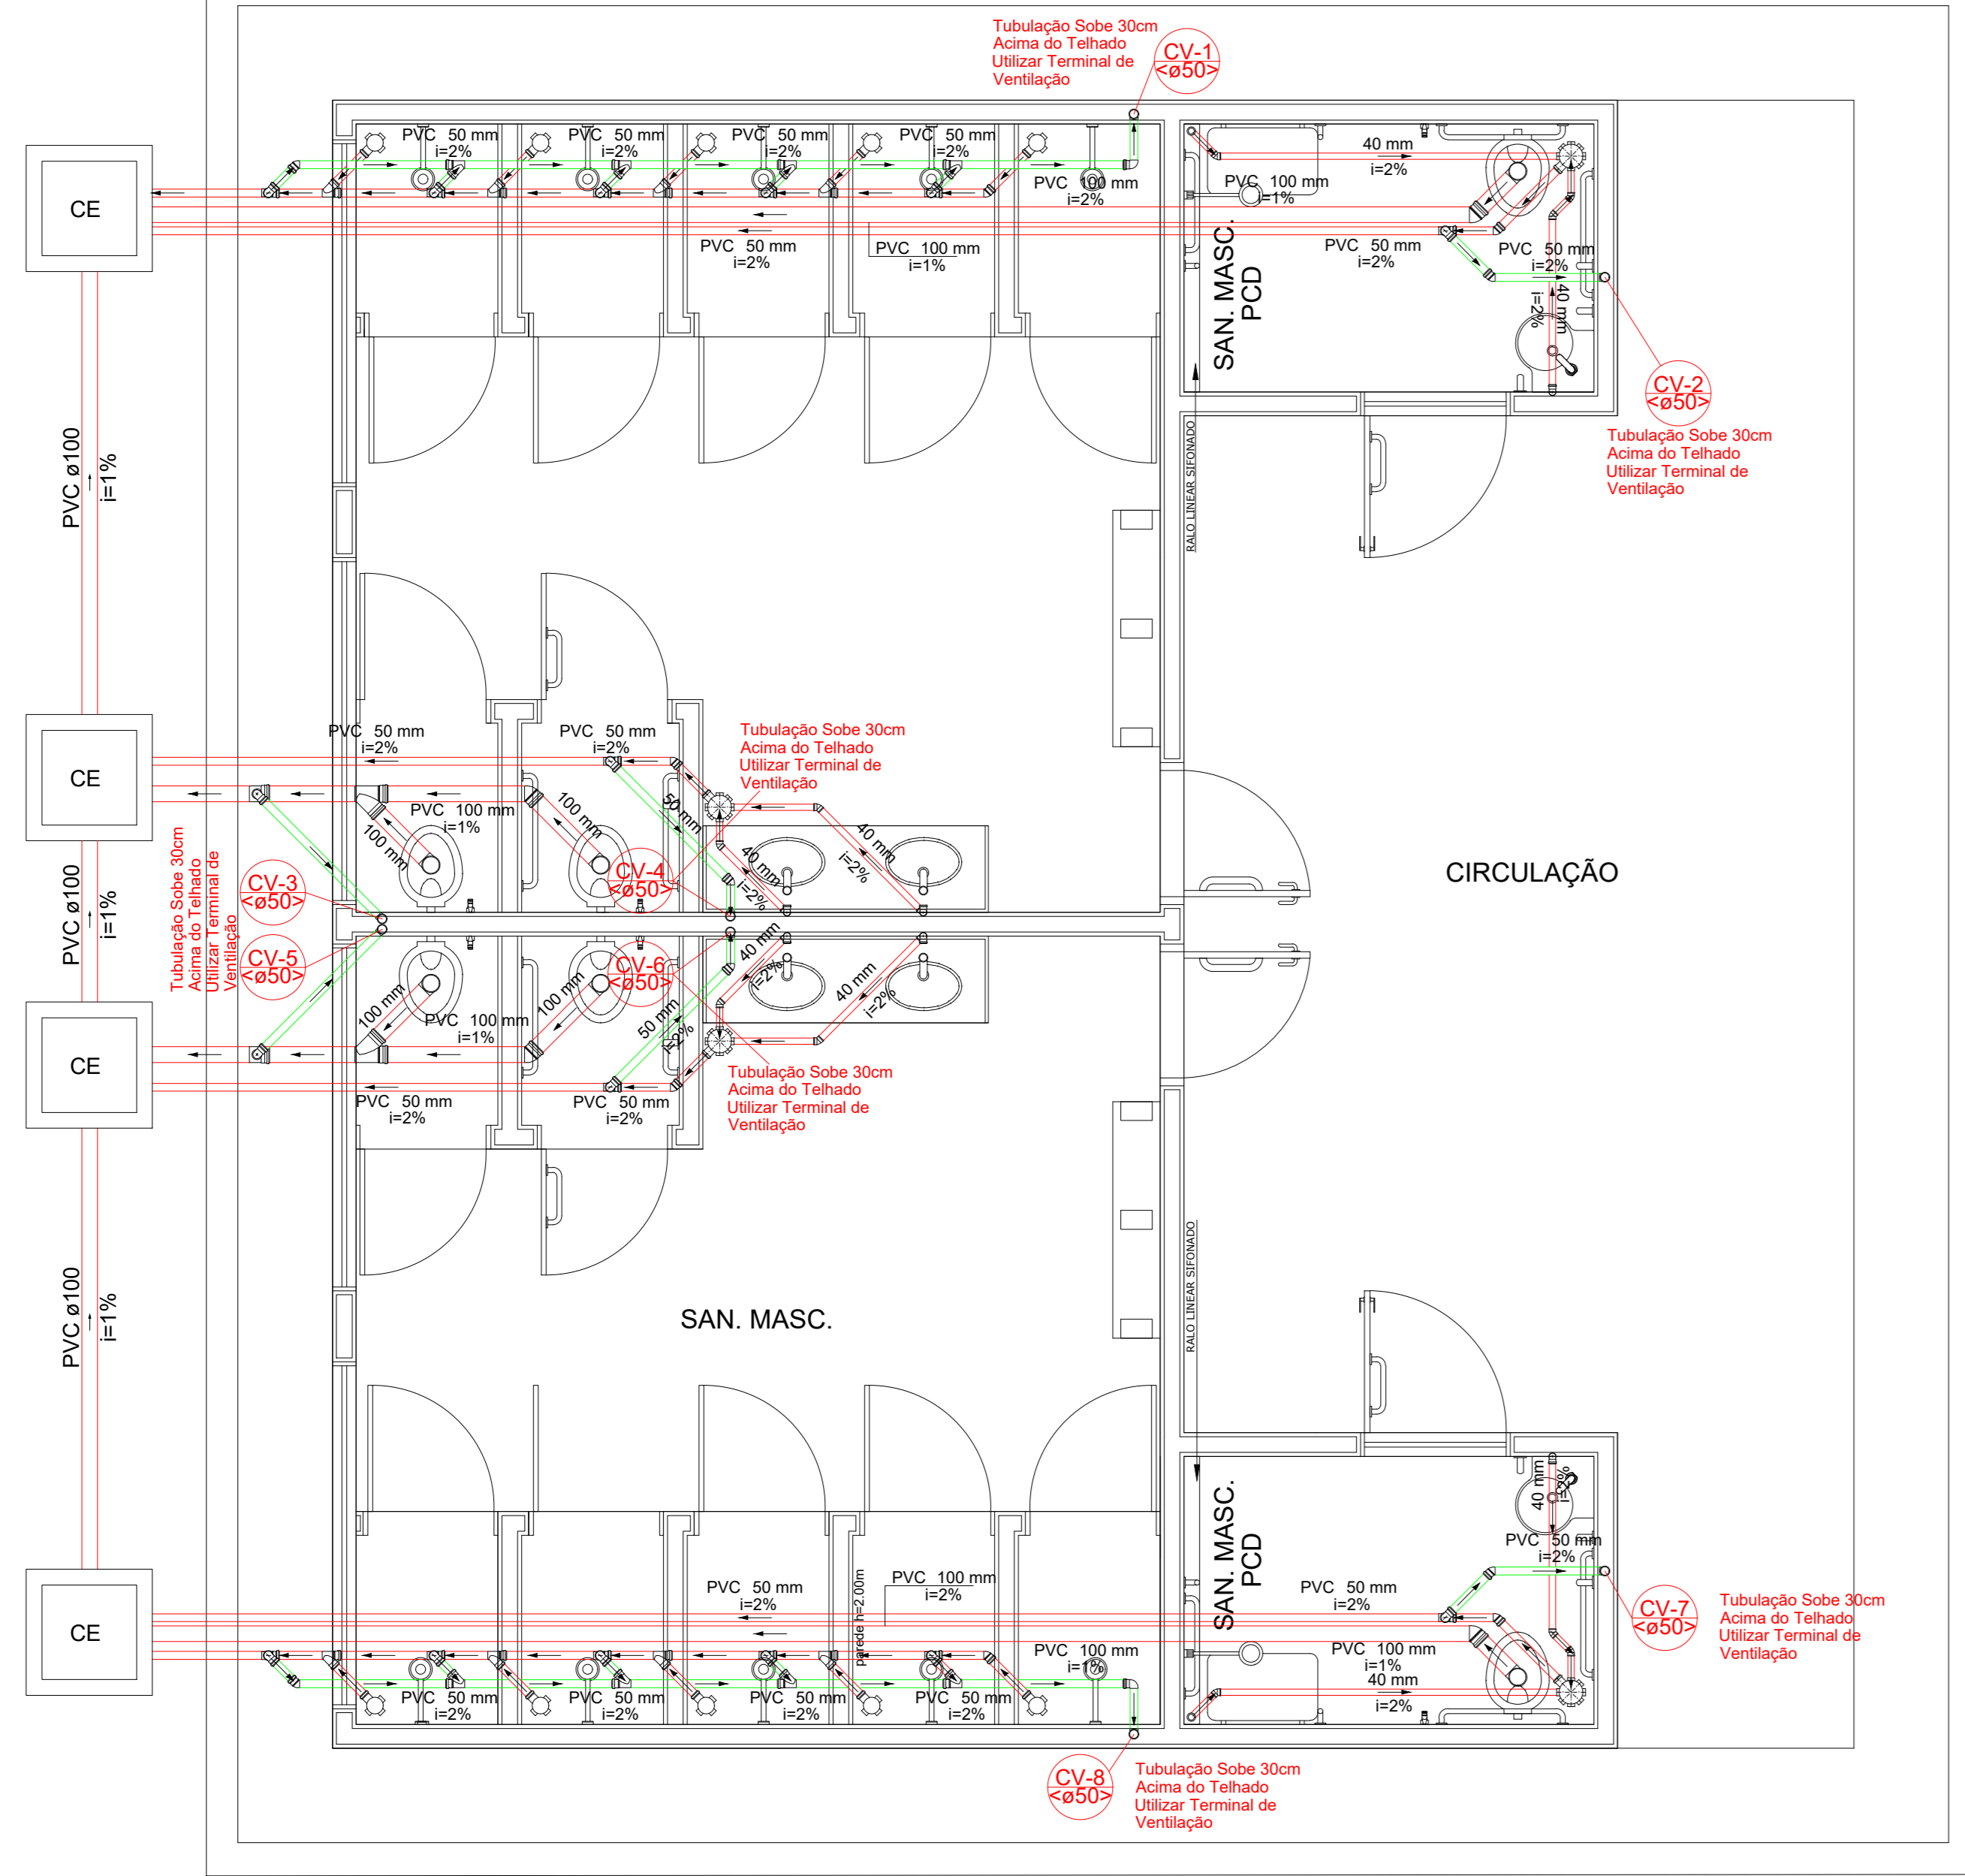 Tubulação Sobe 30cm
Acima do Telhado
Utilizar Terminal de
Ventilação
CV-1
<ø50>
PVC 50 mm
i=2%
PVC 50 mm
i=2%
PVC 50 mm
i=2%
PVC 50 mm
i=2%
40 mm
i=2%
PVC 100 mm
i=2%
PVC 100 mm
i=1%
CE
PVC 50 mm
i=2%
PVC 100 mm
i=1%
PVC 50 mm
i=2%
PVC 50 mm
i=2%
40 mm
i=2%
SAN. MASC.
PCD
CV-2
<ø50>
Tubulação Sobe 30cm
Acima do Telhado
Utilizar Terminal de
Ventilação
RALO LINEAR SIFONADO
PVC ø100
i=1%
PVC 50 mm
i=2%
PVC 50 mm
i=2%
Tubulação Sobe 30cm
Acima do Telhado
Utilizar Terminal de
Ventilação
CE
PVC 100 mm
i=1%
100 mm
100 mm
50 mm
40 mm
i=2%
40 mm
i=2%
CIRCULAÇÃO
CV-3
<ø50>
CV-4
<ø50>
PVC ø100
i=1%
Tubulação Sobe 30cm
Acima do Telhado
Utilizar Terminal de
Ventilação
CV-5
<ø50>
CV-6
<ø50>
40 mm
i=2%
40 mm
i=2%
100 mm
100 mm
50 mm
i=2%
PVC 100 mm
i=1%
CE
PVC 50 mm
i=2%
PVC 50 mm
i=2%
Tubulação Sobe 30cm
Acima do Telhado
Utilizar Terminal de
Ventilação
PVC ø100
i=1%
SAN. MASC.
RALO LINEAR SIFONADO
SAN. MASC.
PCD
40 mm
i=2%
PVC 50 mm
i=2%
PVC 50 mm
i=2%
PVC 100 mm
i=2%
parede h=2.00m
PVC 50 mm
i=2%
CE
CV-7
<ø50>
Tubulação Sobe 30cm
Acima do Telhado
Utilizar Terminal de
Ventilação
PVC 100 mm
i=1%
PVC 100 mm
i=1%
40 mm
i=2%
PVC 50 mm
i=2%
PVC 50 mm
i=2%
PVC 50 mm
i=2%
PVC 50 mm
i=2%
CV-8
<ø50>
Tubulação Sobe 30cm
Acima do Telhado
Utilizar Terminal de
Ventilação